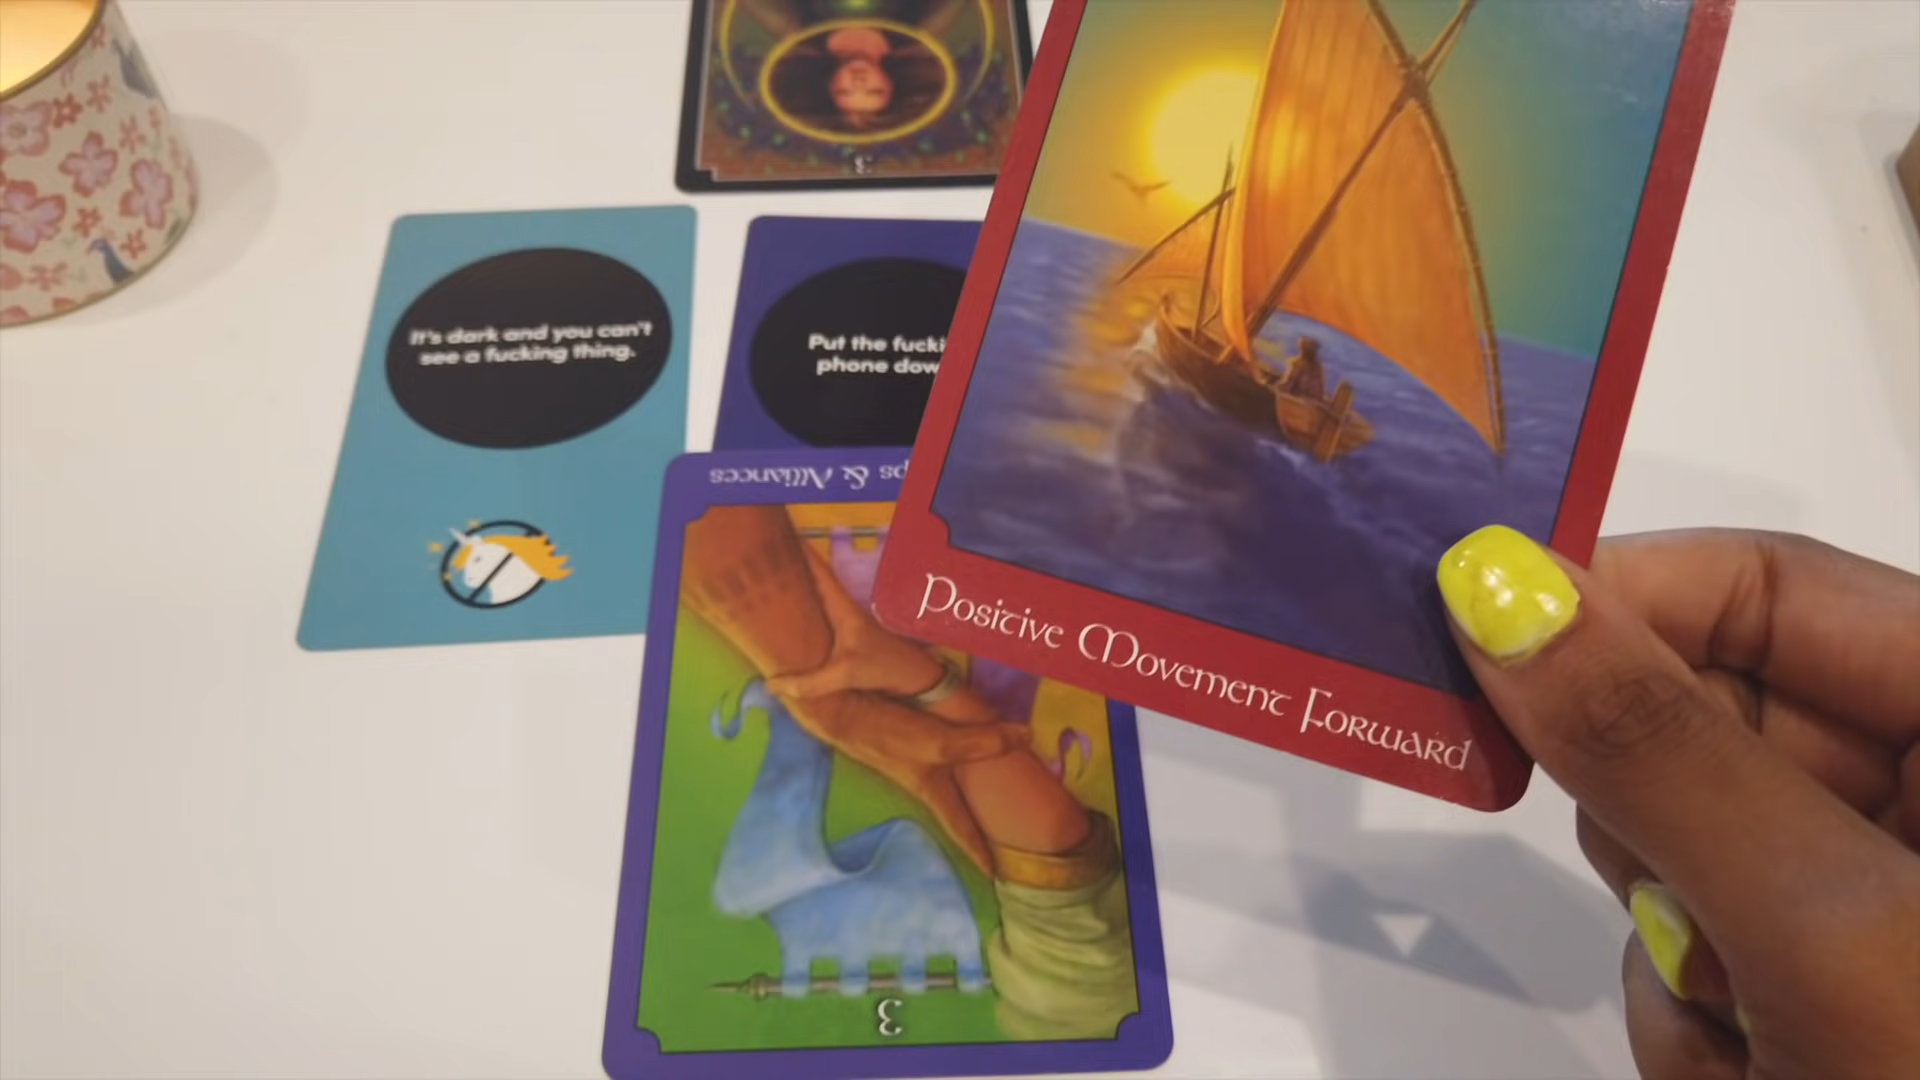 3
It's dark and you can't
see a fucking thing.
Put the fucki
phone dow
ps & Alliances
3
Positive Movement Forward